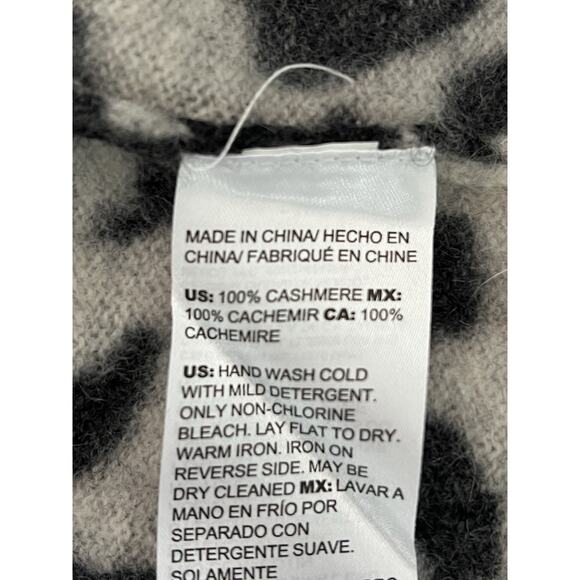 MADE IN CHINA/ HECHO EN
CHINA/ FABRIQUÉ EN CHINE
US: 100% CASHMERE MX:
100% CACHEMIR CA: 100%
CACHEMIRE
US: HAND WASH COLD
WITH MILD DETERGENT.
ONLY NON-CHLORINE
BLEACH. LAY FLAT TO DRY.
WARM IRON. IRON ON
REVERSE SIDE. MAY BE
DRY CLEANED MX: LAVAR A
MANO EN FRÍO POR
SEPARADO CON
DETERGENTE SUAVE.
SOLAMENTE